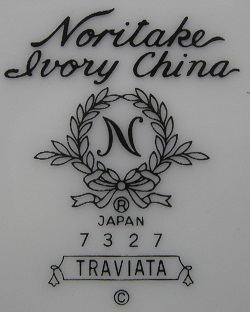 Noritake
Ivory China
N
®
JAPAN
7327
TRAVIATA
©